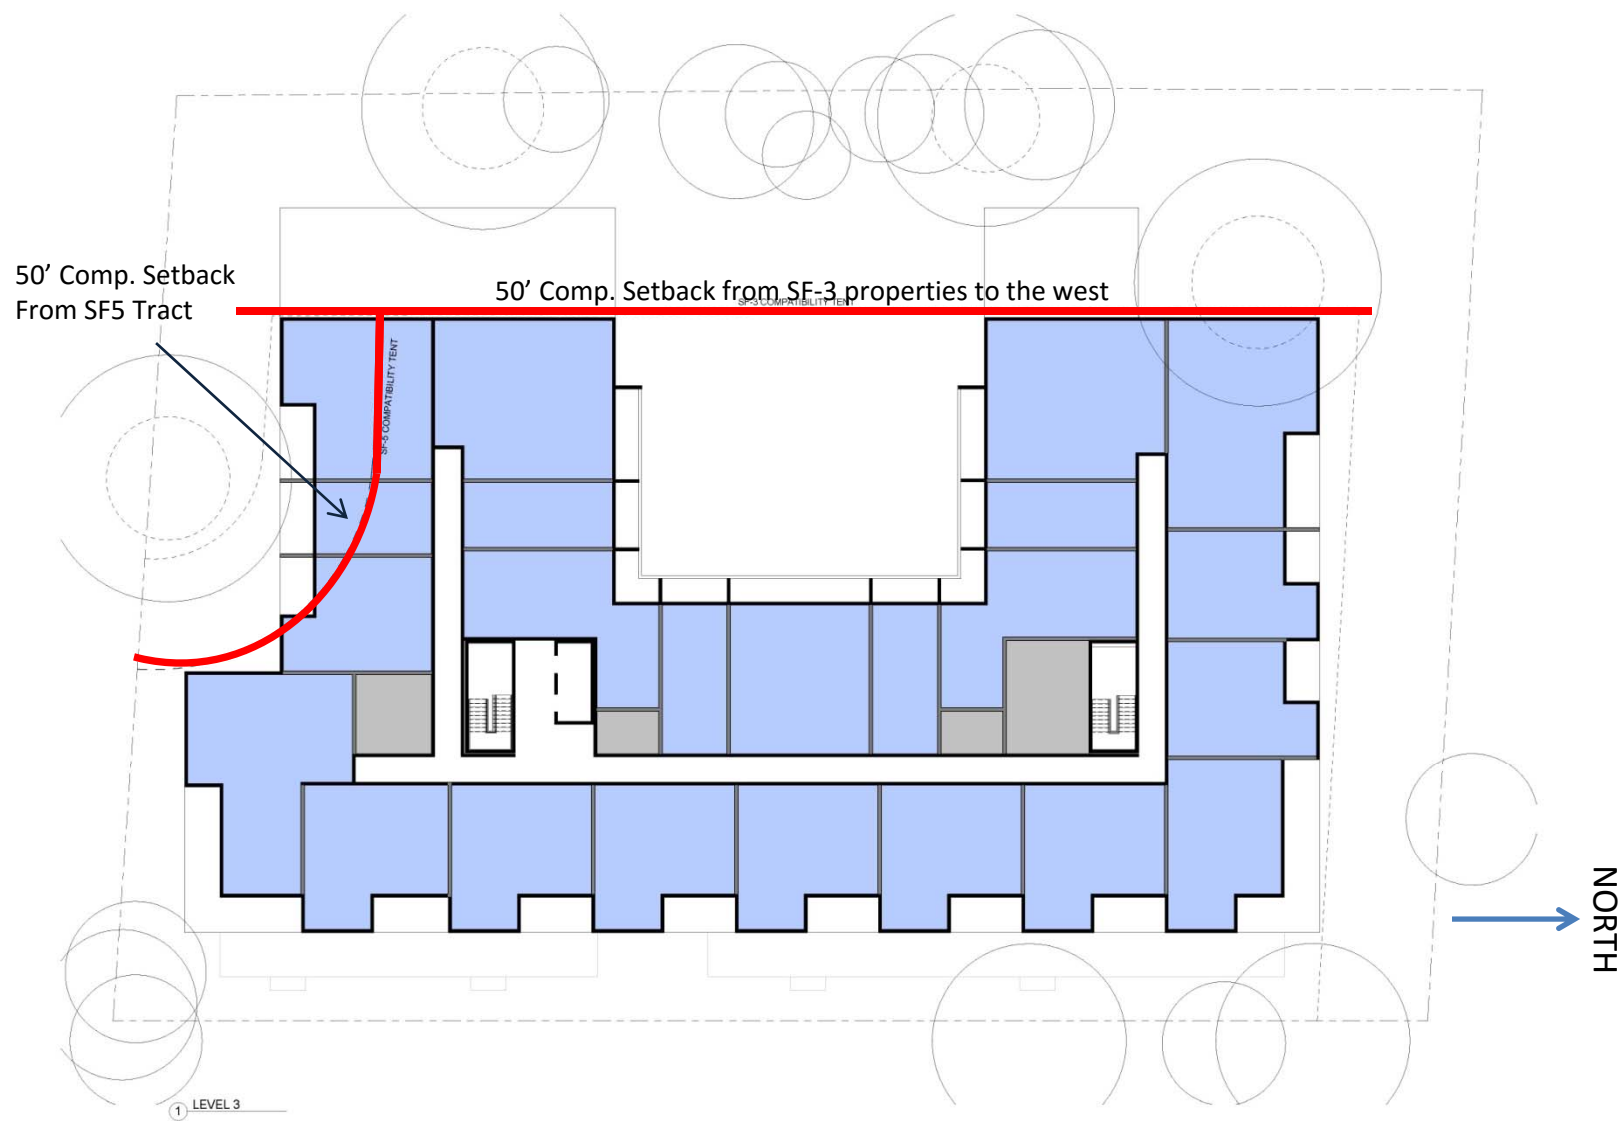 50’ Comp. Setback
From SF5 Tract
50’ Comp. Setback from SF-3 properties to the west
SF-3 COMPATIBILITY TENT
SF-5 COMPATIBILITY TENT
NORTH
1 LEVEL 3